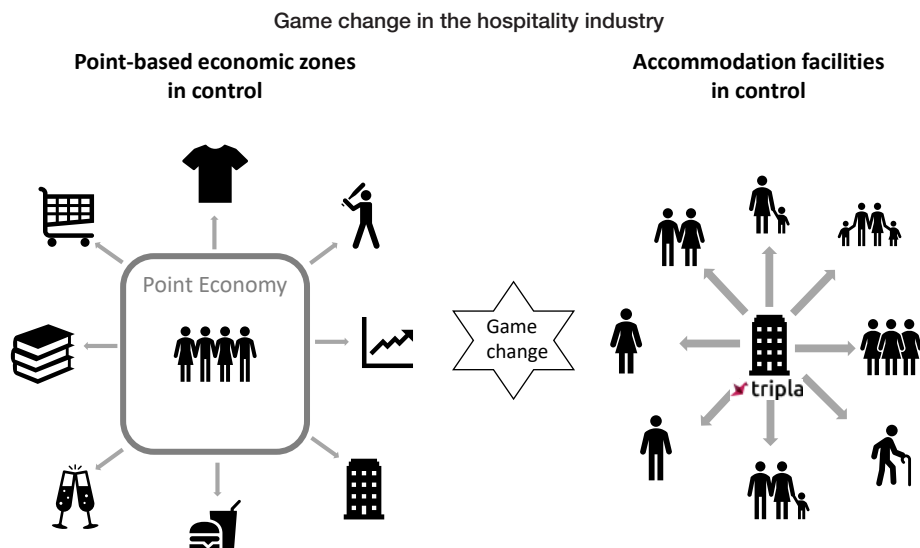 Game change in the hospitality industry
Point-based economic zones
in control
Accommodation facilities
in control
Point Economy
Game
change
tripla